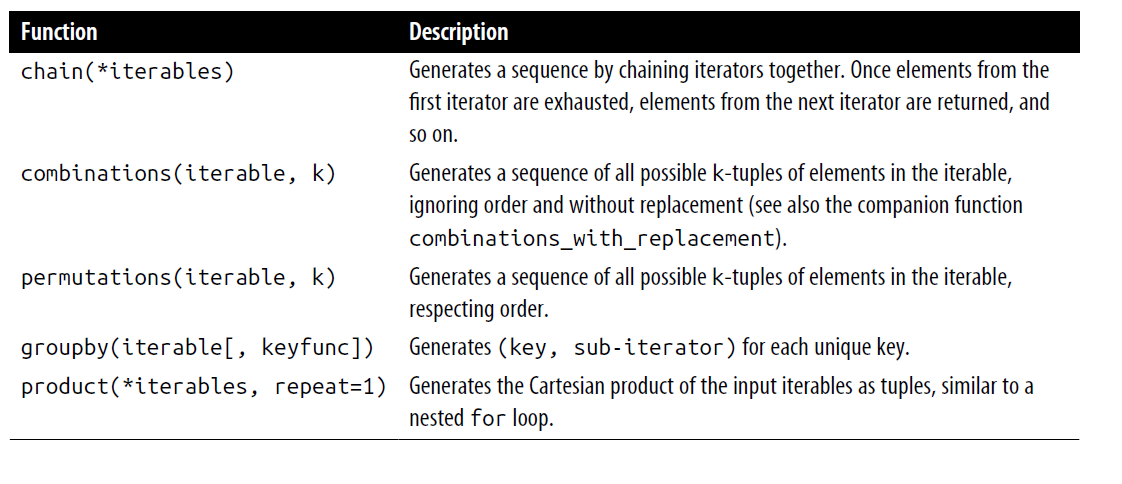 Function Description
chain(*iterables) Generates a sequence by chaining iterators together. Once elements from the
first iterator are exhausted, elements from the next iterator are returned, and
so on.
combinations(iterable, k) Generates a sequence of all possible k-tuples of elements in the iterable,
ignoring order and without replacement (see also the companion function
combinations_with_replacement).
permutations(iterable, k) Generates a sequence of all possible k-tuples of elements in the iterable,
respecting order.
groupby(iterable[, keyfunc]) Generates (key, sub-iterator) for each unique key.
product(*iterables, repeat=1) Generates the Cartesian product of the input iterables as tuples, similar to a
nested for loop.